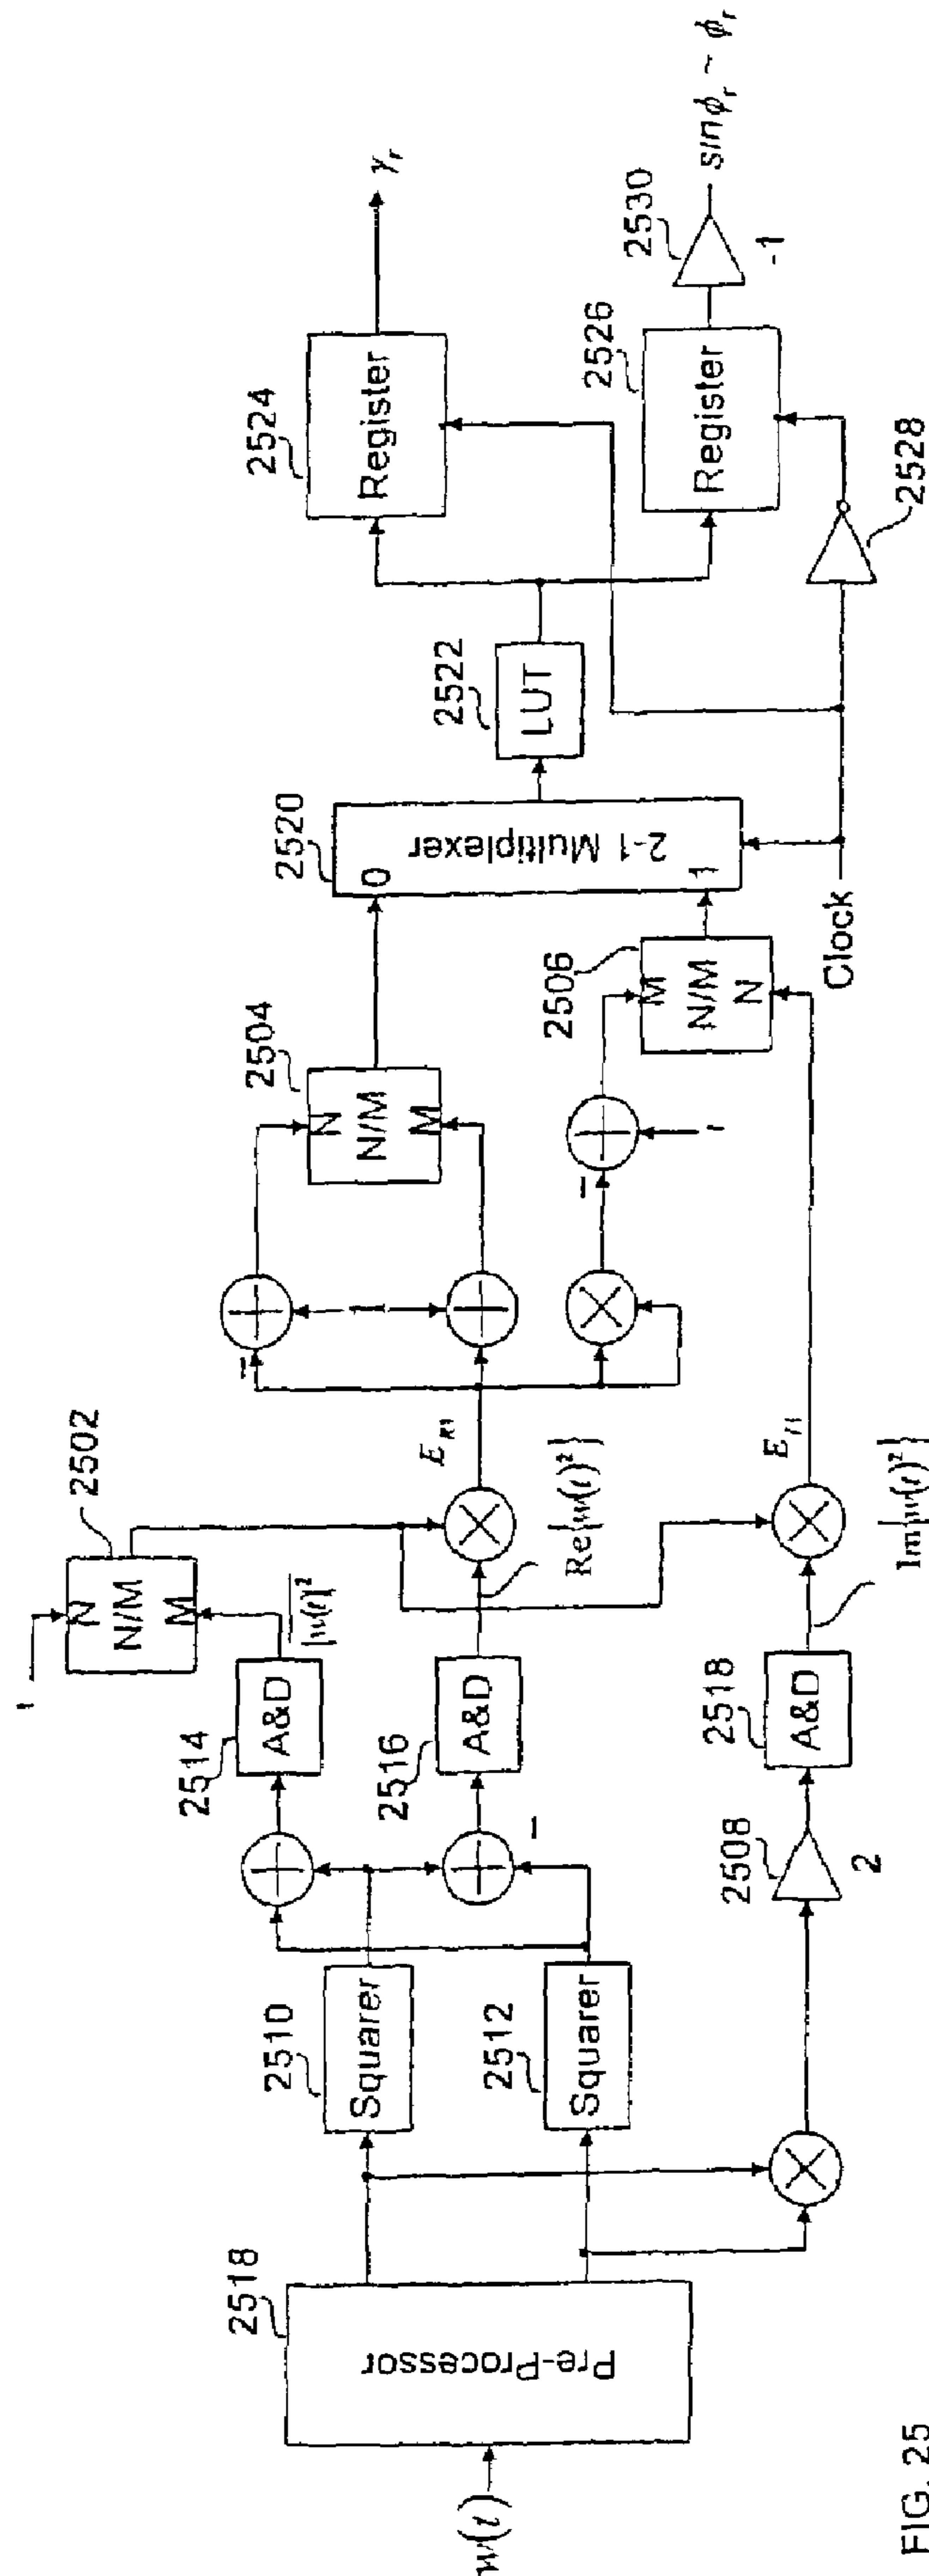 w(t)
Pre-Processor
2518
Squarer
2510
Squarer
2512
2508
2
A&D
2514
A&D
2516
A&D
2518
1
N
N/M
M
2502
|w(t)|²
Re{w(t)²}
Im{w(t)²}
E_R1
E_I1
N
N/M
M
2504
M
N/M
N
2506
0
2-1 Multiplexer
1
2520
Clock
LUT
2522
Register
2524
Register
2526
2528
2530
-1
γ_r
sinφ_r ~ φ_r
FIG. 25